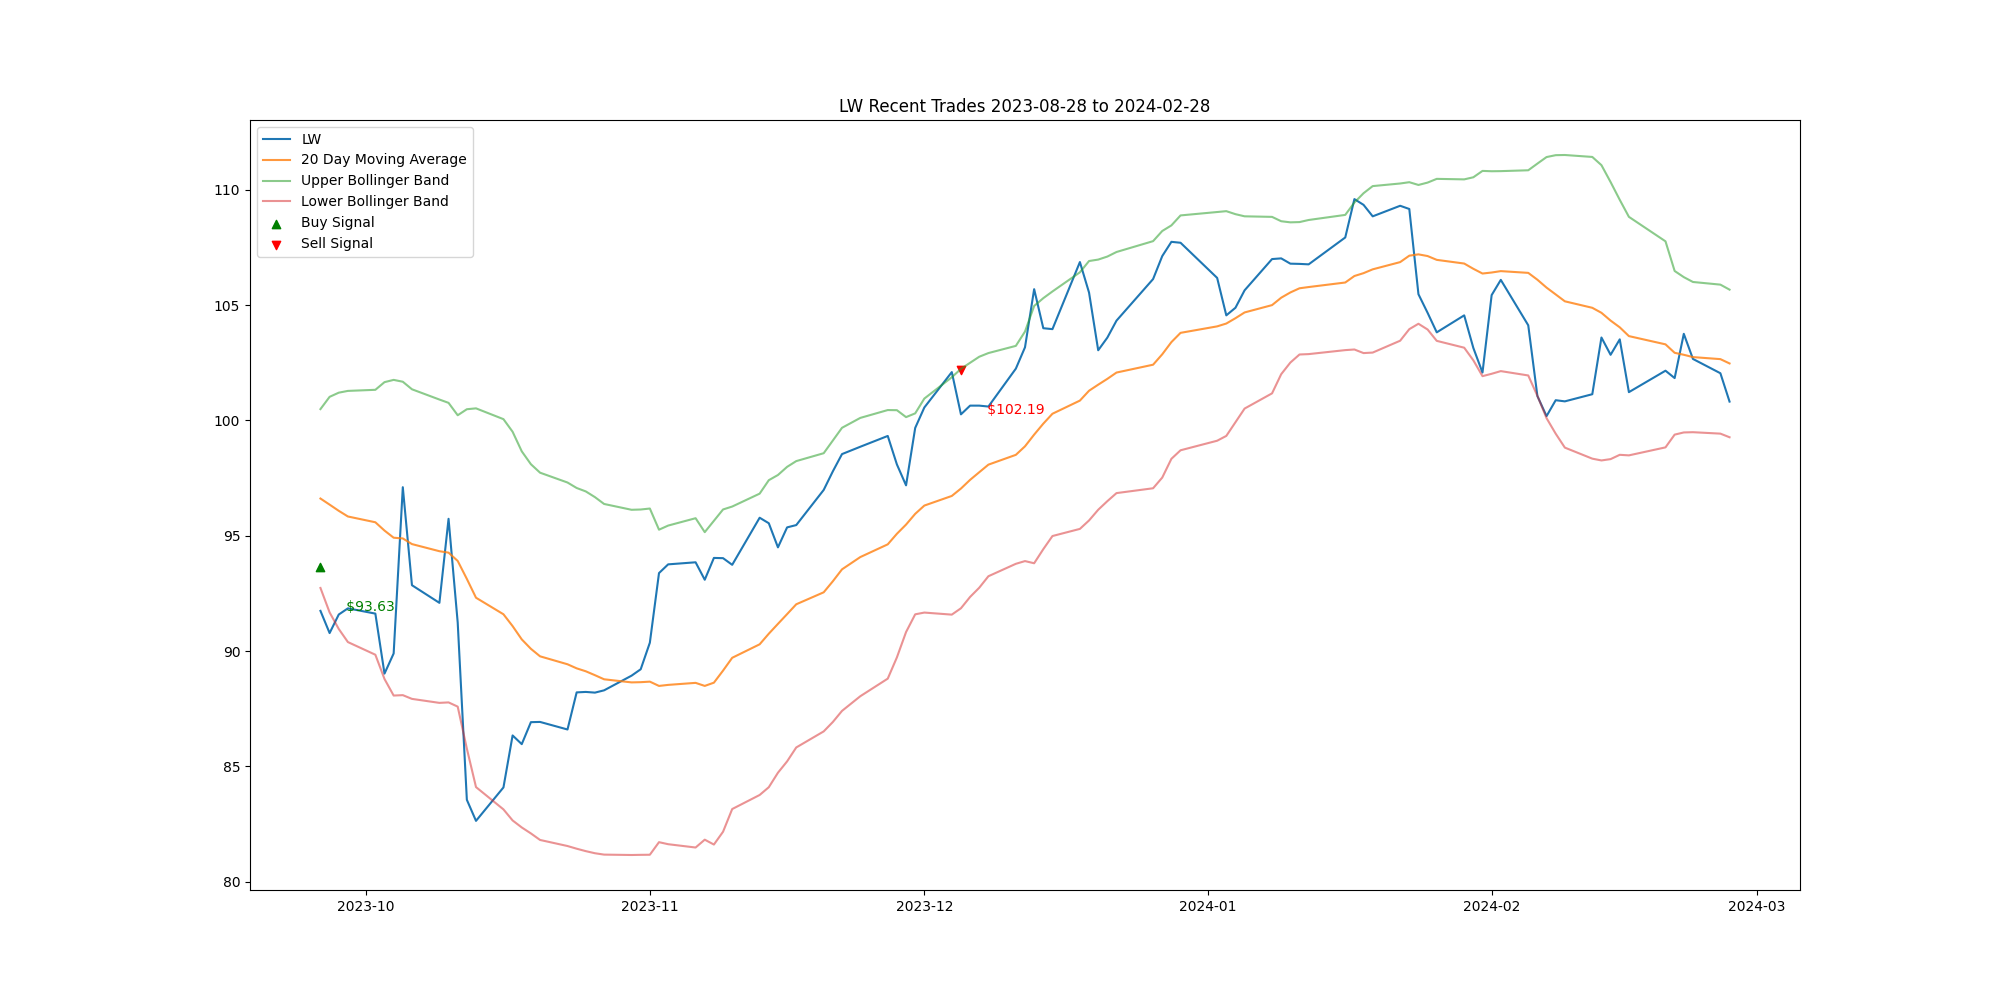 LW Recent Trades 2023-08-28 to 2024-02-28
LW
20 Day Moving Average
Upper Bollinger Band
Lower Bollinger Band
Buy Signal
Sell Signal
110
105
100
95
90
85
80
$102.19
$93.63
2023-10
2023-11
2023-12
2024-01
2024-02
2024-03